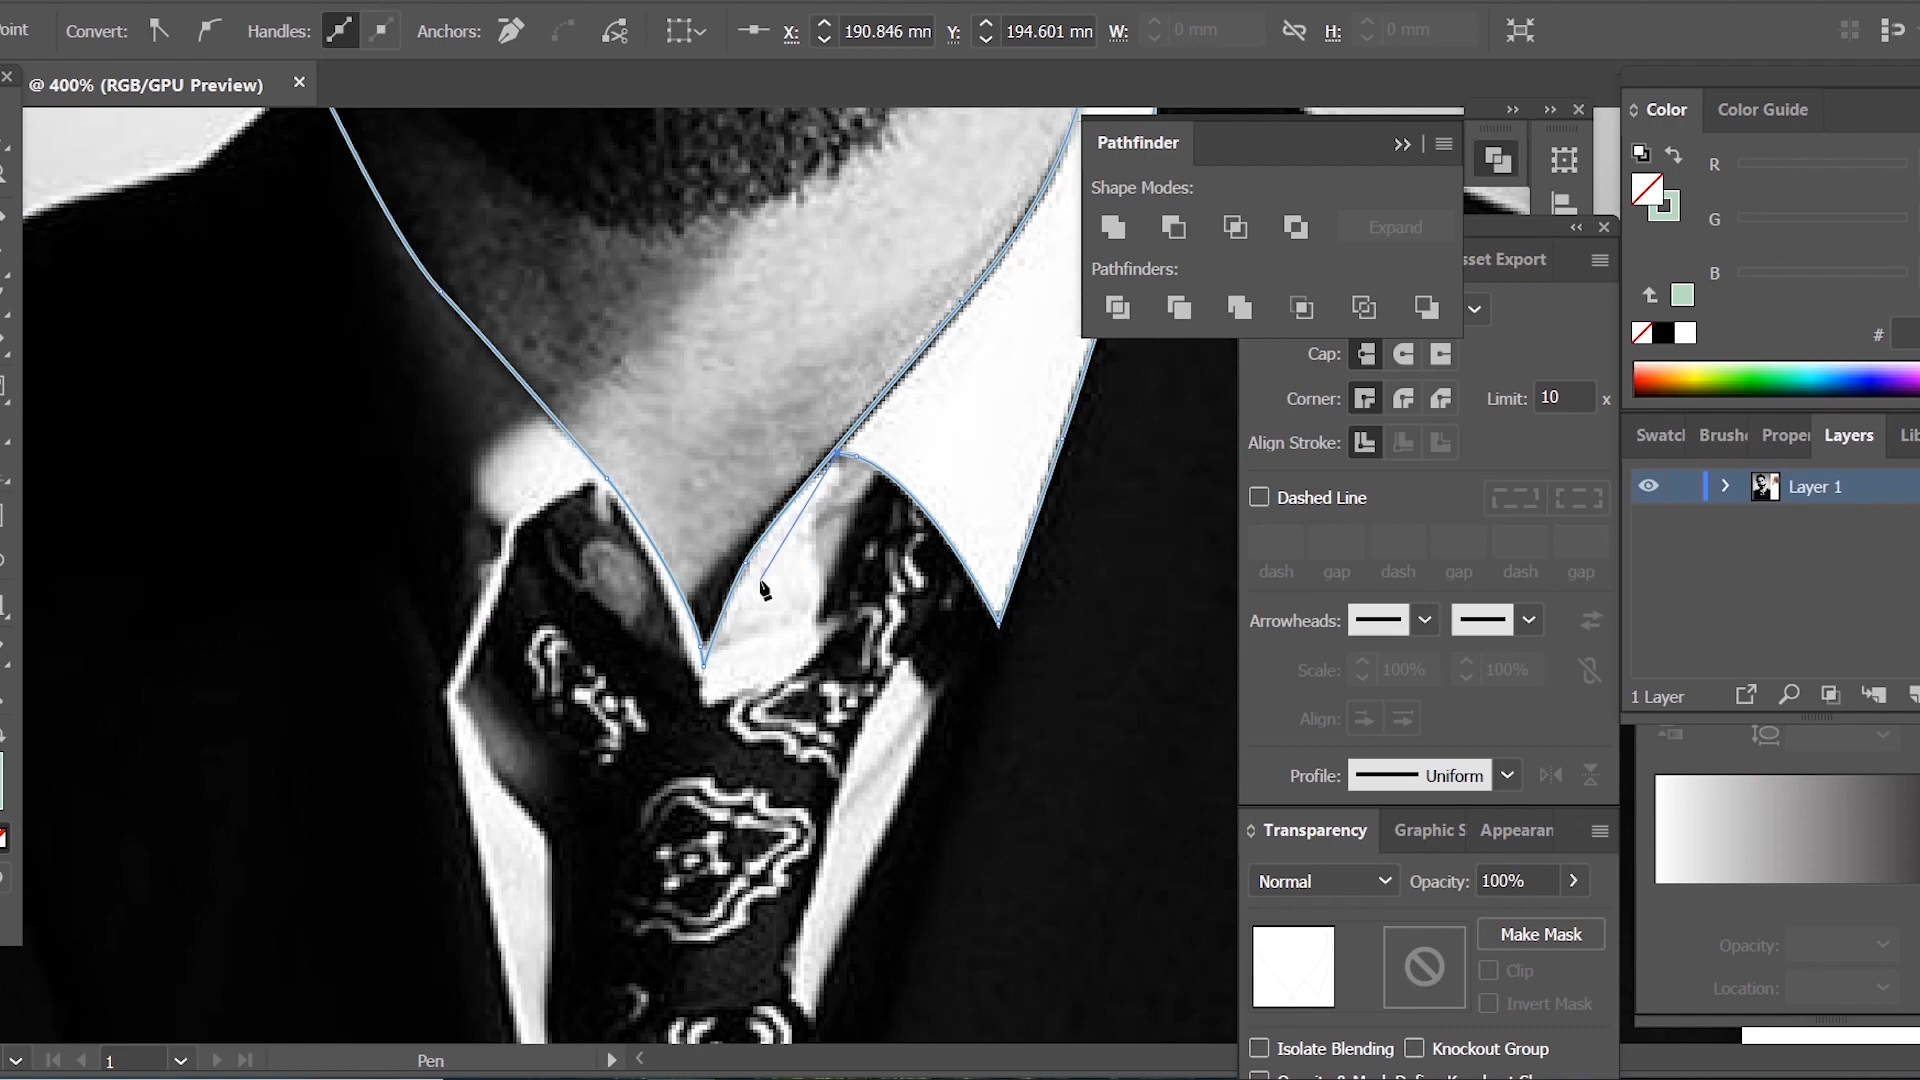 oint
Convert:
Handles:
Anchors:
X: 190.846 mm
Y: 194.601 mm
W: 0 mm
H: 0 mm
@ 400% (RGB/GPU Preview)
Pathfinder
Shape Modes:
Expand
Pathfinders:
Color
Color Guide
R
G
B
#
sset Export
Cap:
Corner:
Limit: 10 x
Align Stroke:
Dashed Line
dash gap dash gap dash gap
Arrowheads:
Scale: 100% 100%
Align:
Profile: Uniform
Swatc
Brush
Proper
Layers
Lib
Layer 1
1 Layer
Transparency
Graphic S
Appearan
Normal
Opacity: 100%
Make Mask
Clip
Invert Mask
Opacity:
Location:
Isolate Blending
Knockout Group
1
Pen